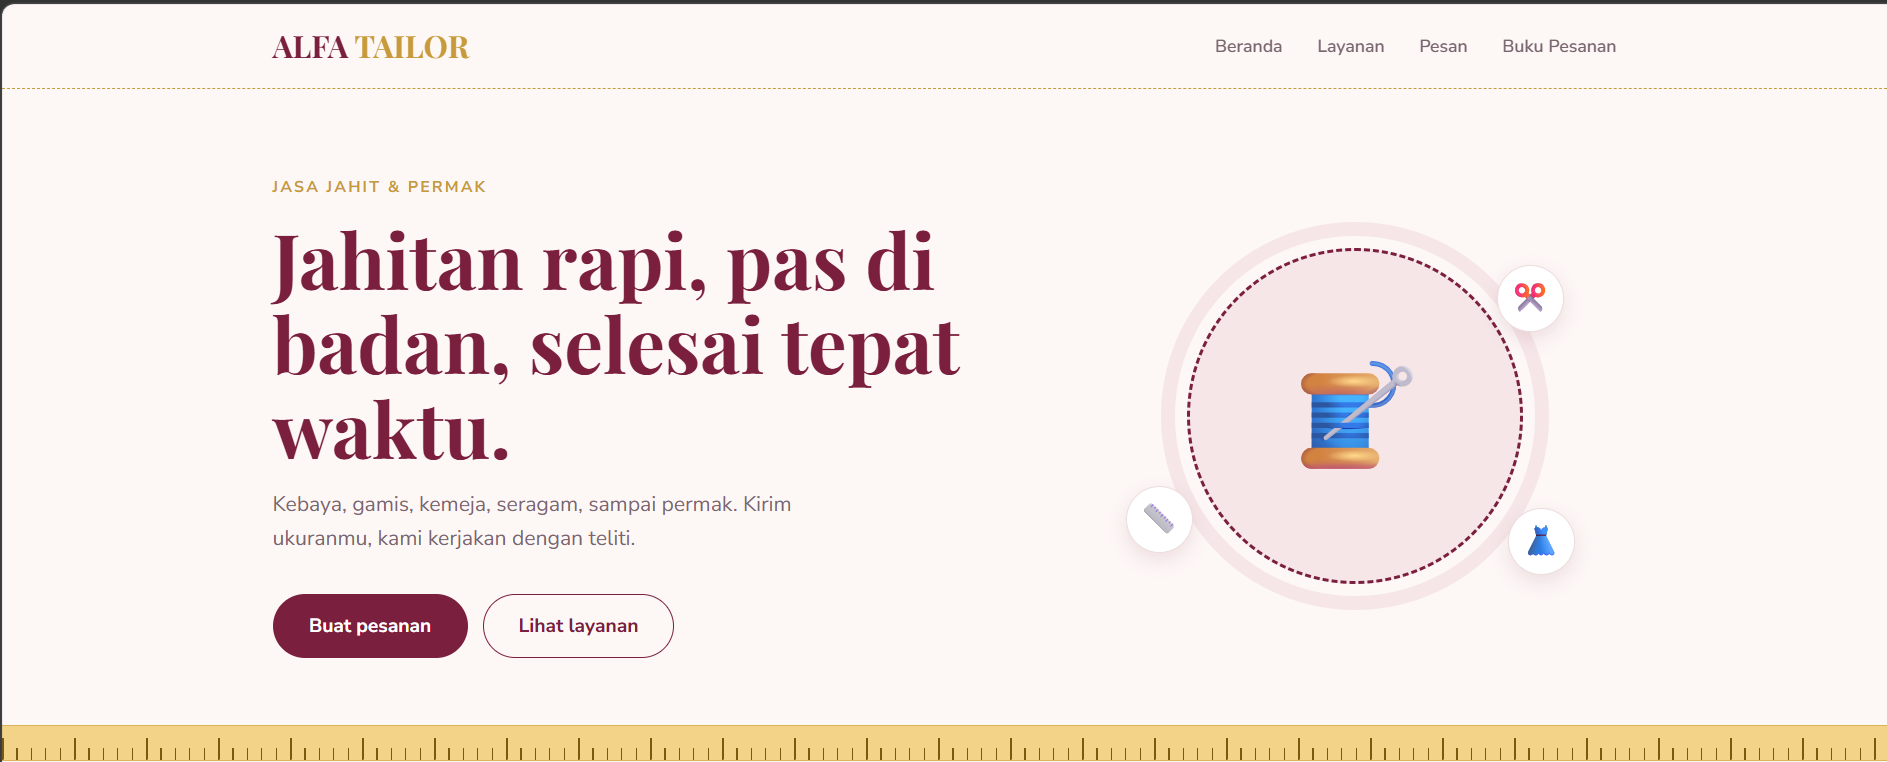 ALFA TAILOR
Beranda
Layanan
Pesan
Buku Pesanan
JASA JAHIT & PERMAK
Jahitan rapi, pas di
badan, selesai tepat
waktu.
Kebaya, gamis, kemeja, seragam, sampai permak. Kirim
ukuranmu, kami kerjakan dengan teliti.
Buat pesanan
Lihat layanan